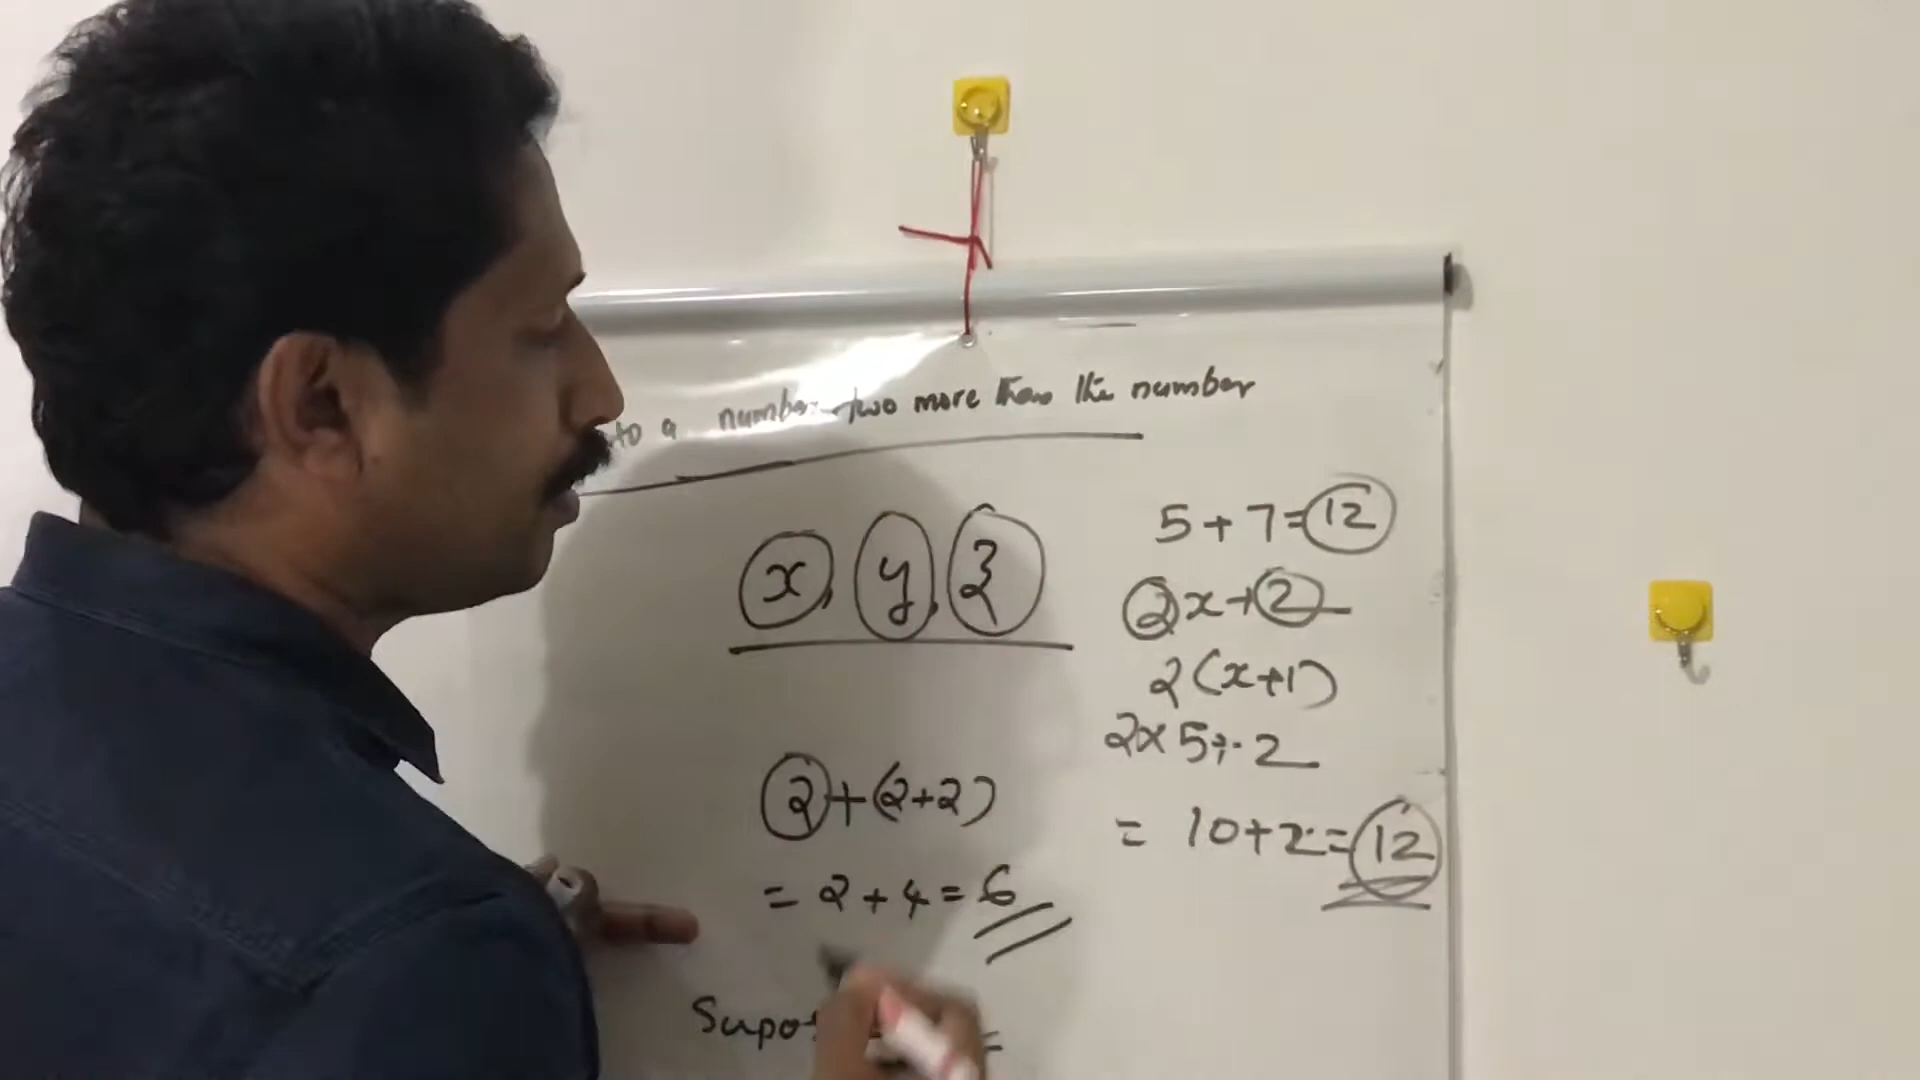 to a number two more than the number
x, y, z
2+(2+2)
= 2+4=6
5+7=12
2x+2
2(x+1)
2x5+2
= 10+2=12